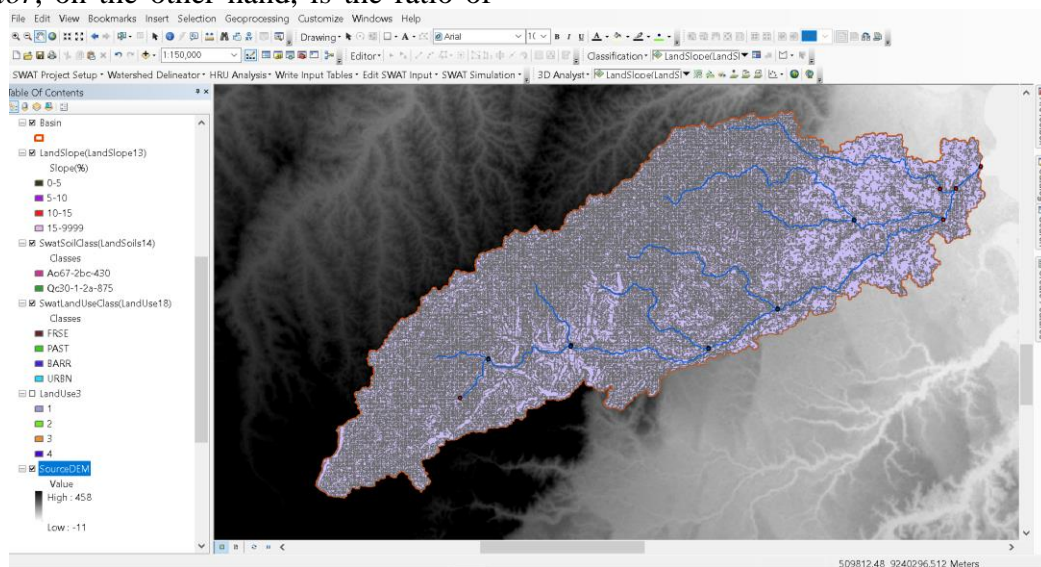 , on the other hand, is the ratio of
File Edit View Bookmarks Insert Selection Geoprocessing Customize Windows Help
Drawing Arial 10 B I U A
1:150,000 Editor Classification LandSlope(LandSl
SWAT Project Setup Watershed Delineator HRU Analysis Write Input Tables Edit SWAT Input SWAT Simulation 3D Analyst LandSlope(LandSl
Table Of Contents
Basin
LandSlope(LandSlope13)
Slope(%)
0-5
5-10
10-15
15-9999
SwatSoilClass(LandSoils14)
Classes
Ao67-2bc-430
Qc30-1-2a-875
SwatLandUseClass(LandUse18)
Classes
FRSE
PAST
BARR
URBN
LandUse3
1
2
3
4
SourceDEM
Value
High : 458
Low : -11
509812.48 9240296.512 Meters